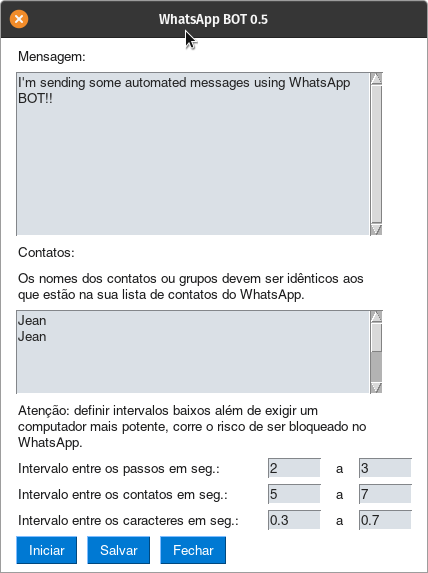 WhatsApp BOT 0.5
Mensagem:
I'm sending some automated messages using WhatsApp
BOT!!
Contatos:
Os nomes dos contatos ou grupos devem ser idênticos aos
que estão na sua lista de contatos do WhatsApp.
Jean
Jean
Atenção: definir intervalos baixos além de exigir um
computador mais potente, corre o risco de ser bloqueado no
WhatsApp.
Intervalo entre os passos em seg.: 2 a 3
Intervalo entre os contatos em seg.: 5 a 7
Intervalo entre os caracteres em seg.: 0.3 a 0.7
Iniciar Salvar Fechar